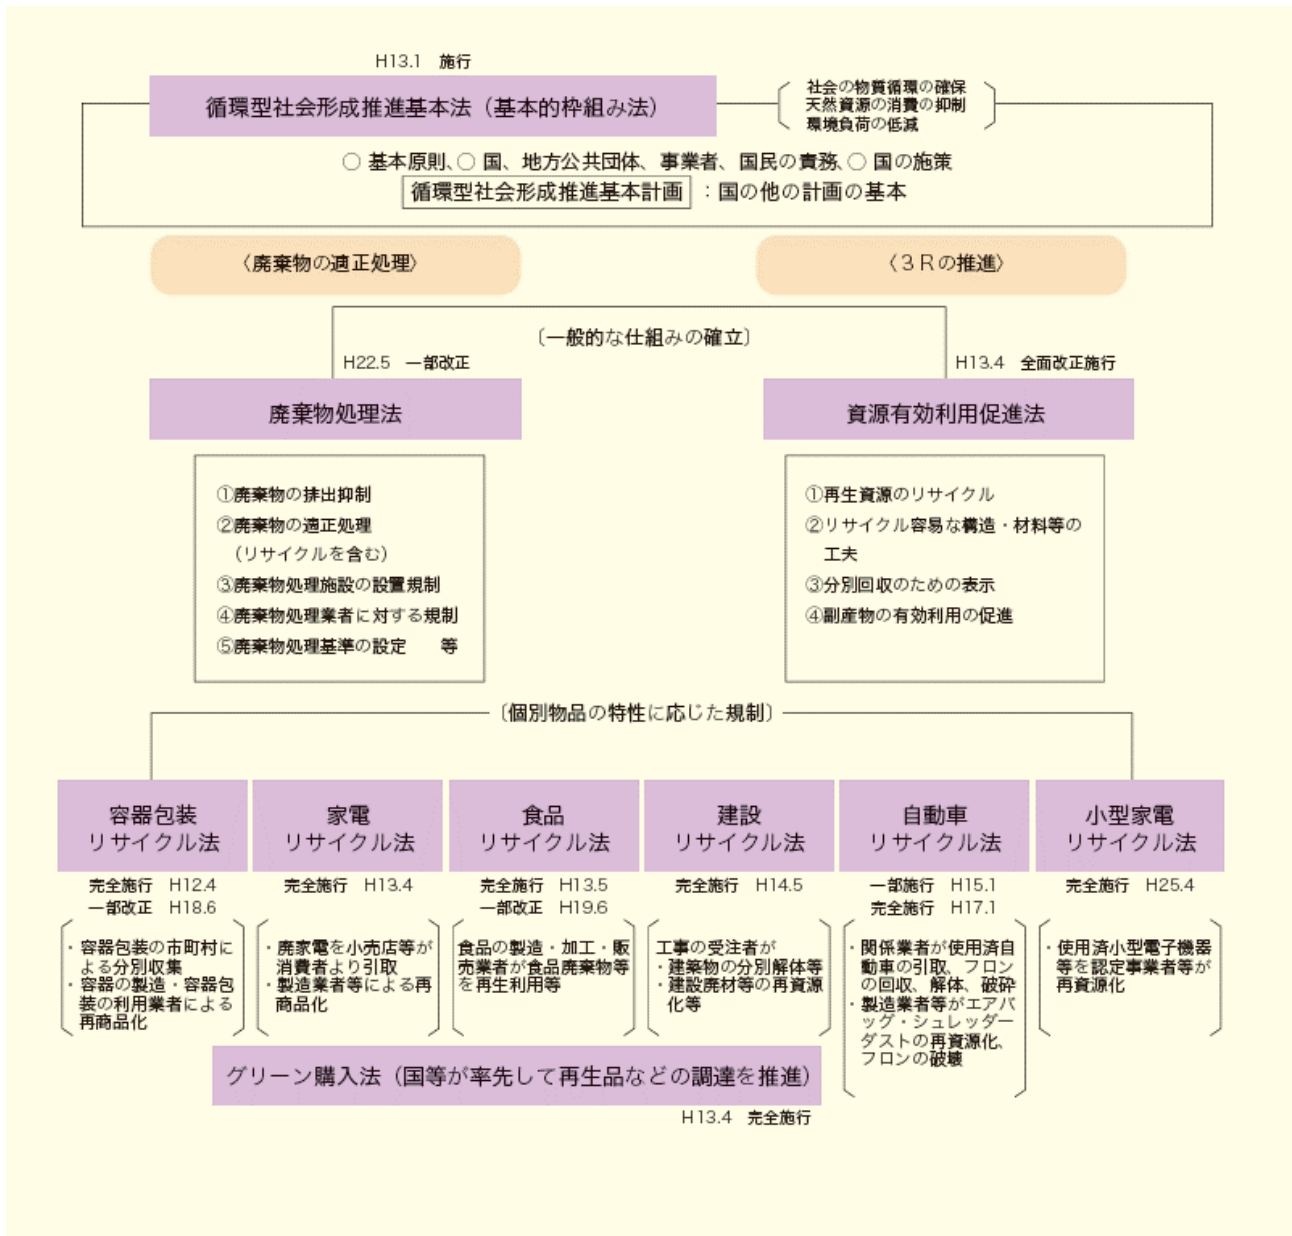 H13.1　施行
循環型社会形成推進基本法（基本的枠組み法）
社会の物質循環の確保
天然資源の消費の抑制
環境負荷の低減
○ 基本原則、○ 国、地方公共団体、事業者、国民の責務、○ 国の施策
循環型社会形成推進基本計画 ：国の他の計画の基本
〈廃棄物の適正処理〉
〈３Ｒの推進〉
〔一般的な仕組みの確立〕
H22.5　一部改正
H13.4　全面改正施行
廃棄物処理法
資源有効利用促進法
①廃棄物の排出抑制
②廃棄物の適正処理
（リサイクルを含む）
③廃棄物処理施設の設置規制
④廃棄物処理業者に対する規制
⑤廃棄物処理基準の設定　　等
①再生資源のリサイクル
②リサイクル容易な構造・材料等の
工夫
③分別回収のための表示
④副産物の有効利用の促進
〔個別物品の特性に応じた規制〕
容器包装
リサイクル法
完全施行　H12.4
一部改正　H18.6
・容器包装の市町村に
よる分別収集
・容器の製造・容器包
装の利用業者による
再商品化
家電
リサイクル法
完全施行　H13.4
・廃家電を小売店等が
消費者より引取
・製造業者等による再
商品化
食品
リサイクル法
完全施行　H13.5
一部改正　H19.6
食品の製造・加工・販
売業者が食品廃棄物等
を再生利用等
建設
リサイクル法
完全施行　H14.5
工事の受注者が
・建築物の分別解体等
・建設廃材等の再資源
化等
自動車
リサイクル法
一部施行　H15.1
完全施行　H17.1
・関係業者が使用済自
動車の引取、フロン
の回収、解体、破砕
・製造業者等がエアバ
ッグ・シュレッダー
ダストの再資源化、
フロンの破壊
小型家電
リサイクル法
完全施行　H25.4
・使用済小型電子機器
等を認定事業者等が
再資源化
グリーン購入法（国等が率先して再生品などの調達を推進）
H13.4　完全施行